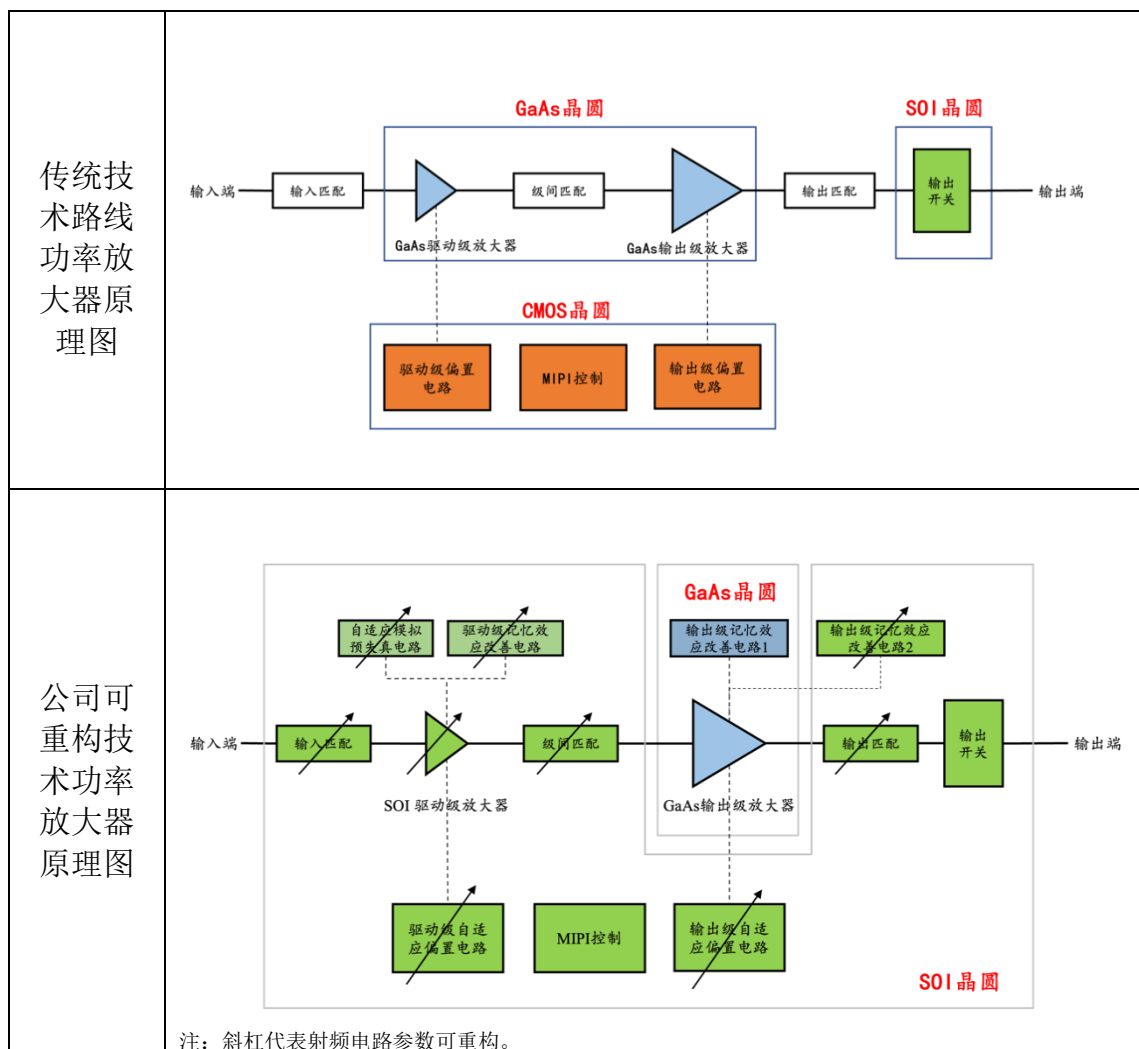 传统技
术路线
功率放
大器原
理图
GaAs晶圆
SOI晶圆
输入端
输入匹配
级间匹配
输出匹配
输出
开关
输出端
GaAs驱动级放大器
GaAs输出级放大器
CMOS晶圆
驱动级偏置
电路
MIPI控制
输出级偏置
电路
公司可
重构技
术功率
放大器
原理图
GaAs晶圆
自适应模拟
预失真电路
驱动级记忆效
应改善电路
输出级记忆效
应改善电路1
输出级记忆效应
改善电路2
输入端
输入匹配
级间匹配
输出匹配
输出
开关
输出端
SOI 驱动级放大器
GaAs输出级放大器
驱动级自适
应偏置电路
MIPI控制
输出级自适
应偏置电路
SOI晶圆
注：斜杠代表射频电路参数可重构。